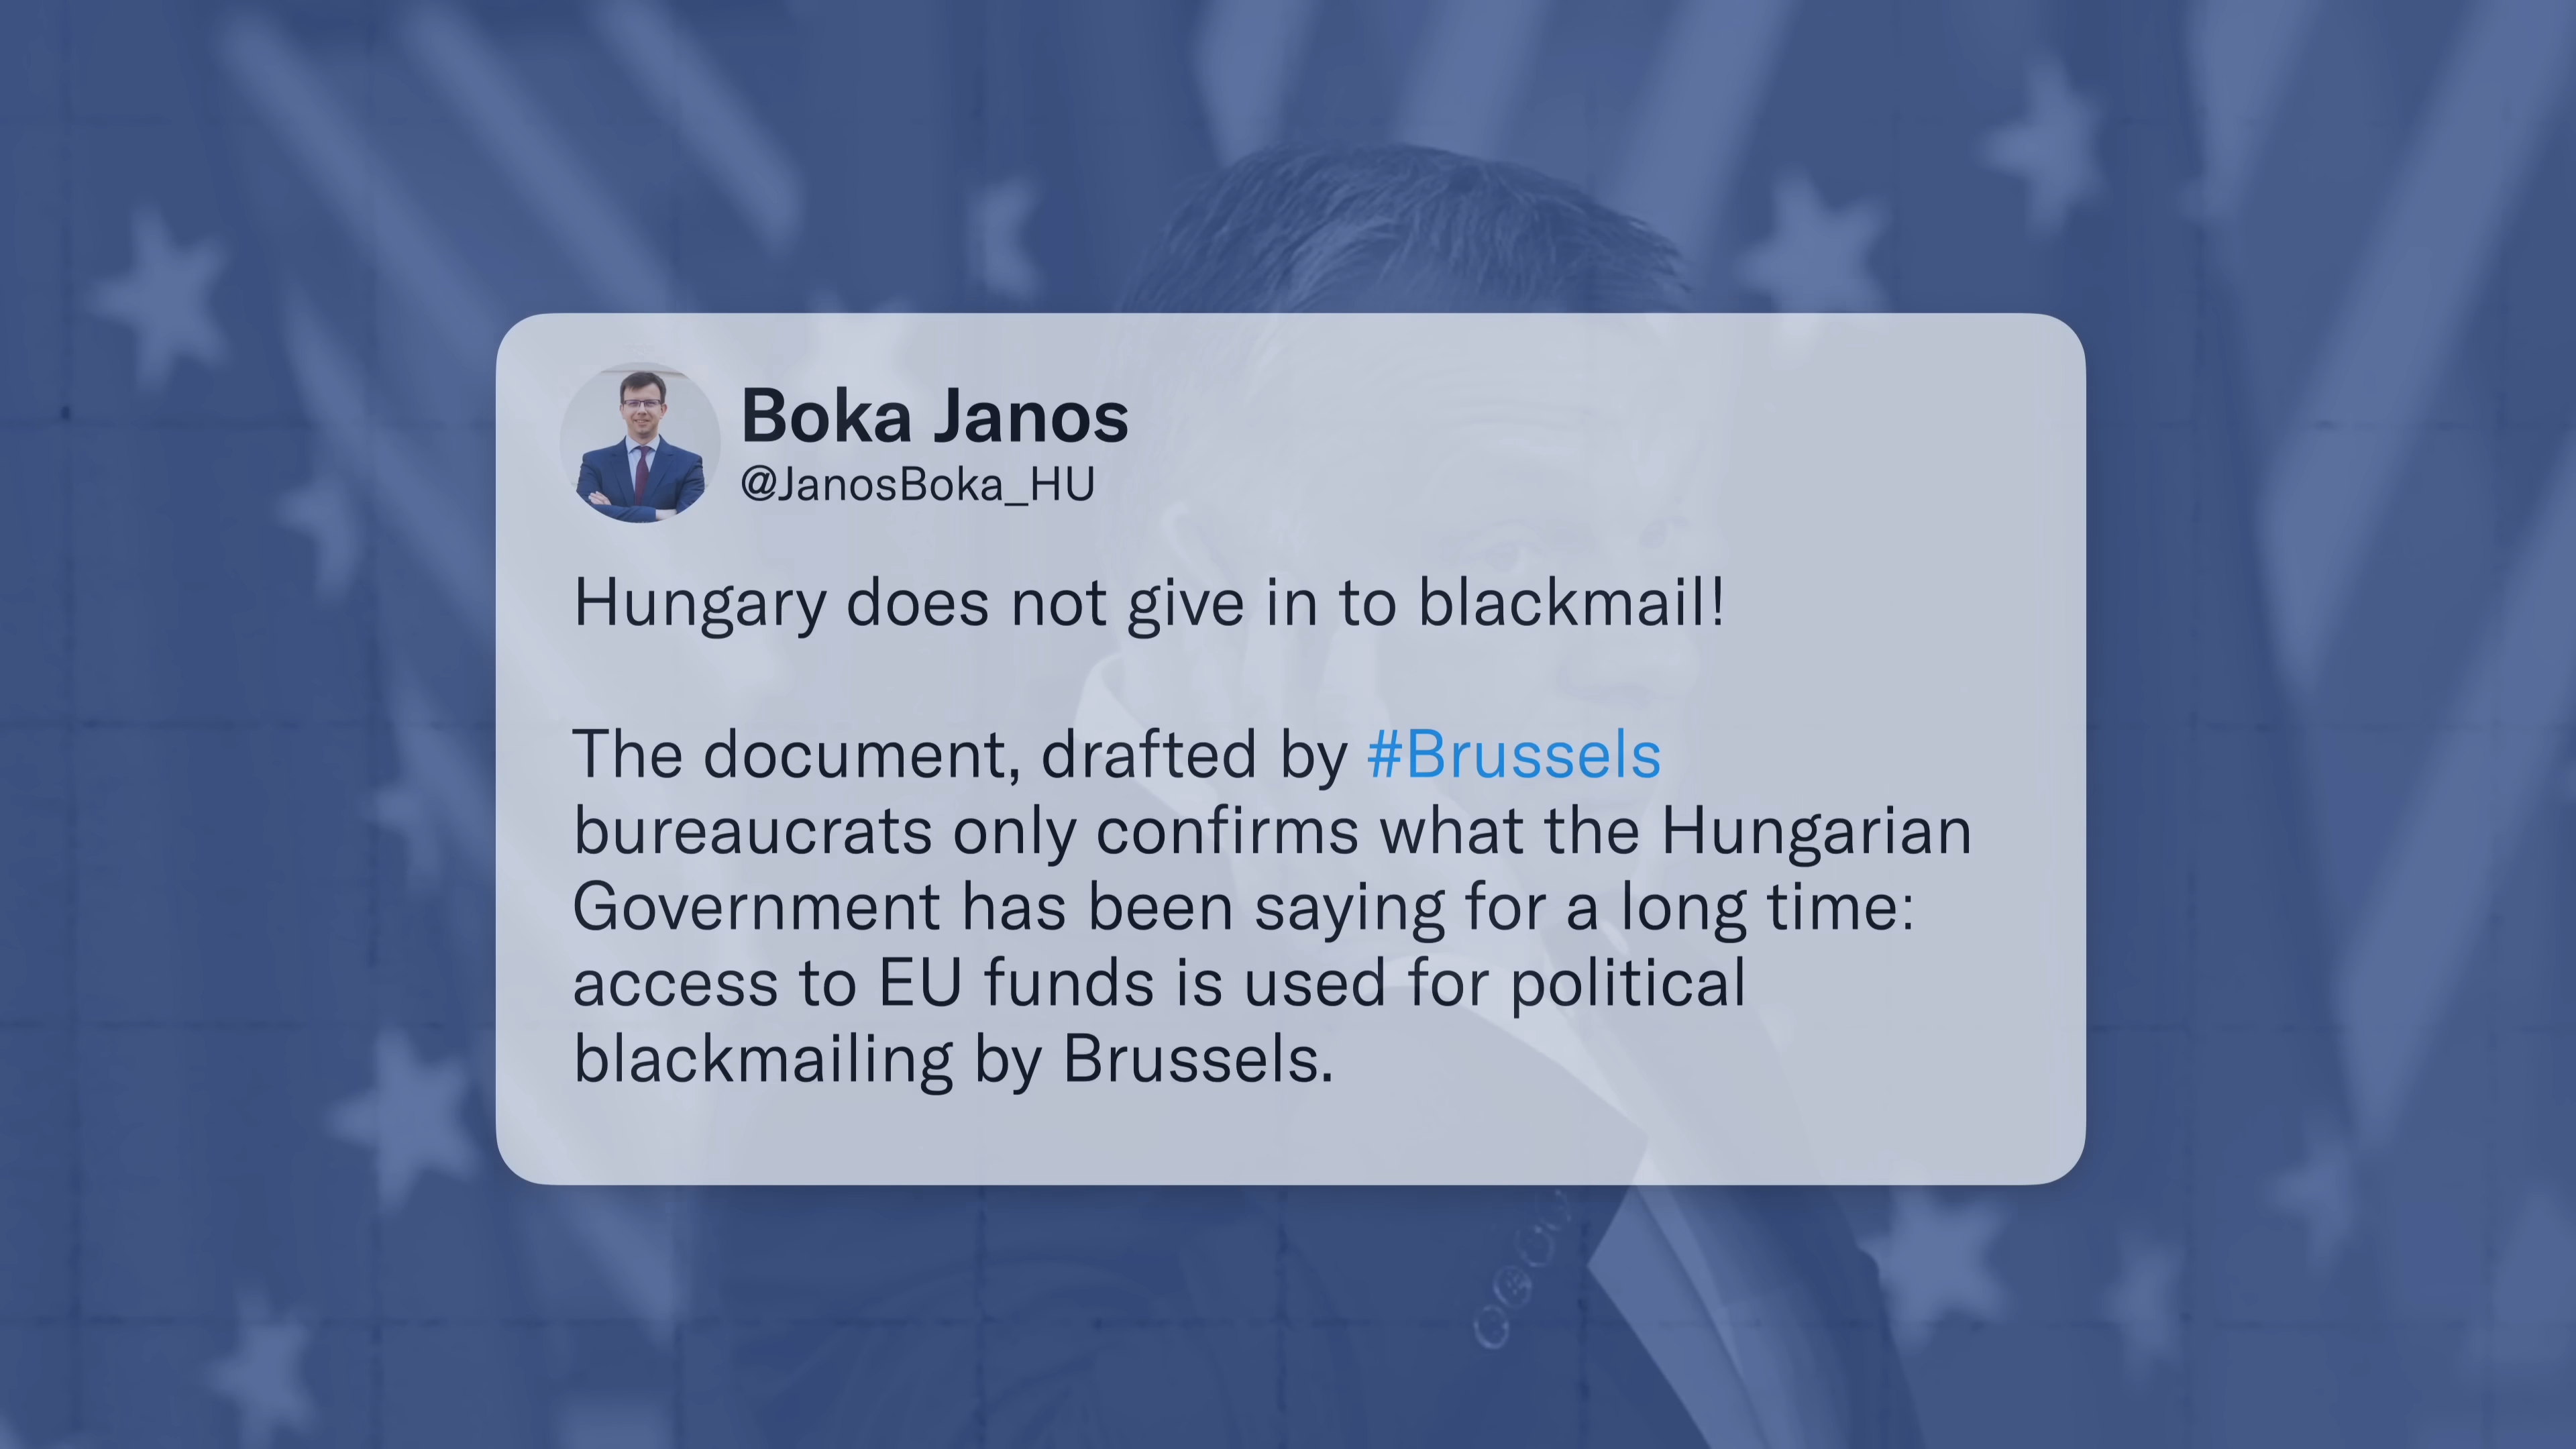 Boka Janos
@JanosBoka_HU
Hungary does not give in to blackmail!
The document, drafted by #Brussels
bureaucrats only confirms what the Hungarian
Government has been saying for a long time:
access to EU funds is used for political
blackmailing by Brussels.